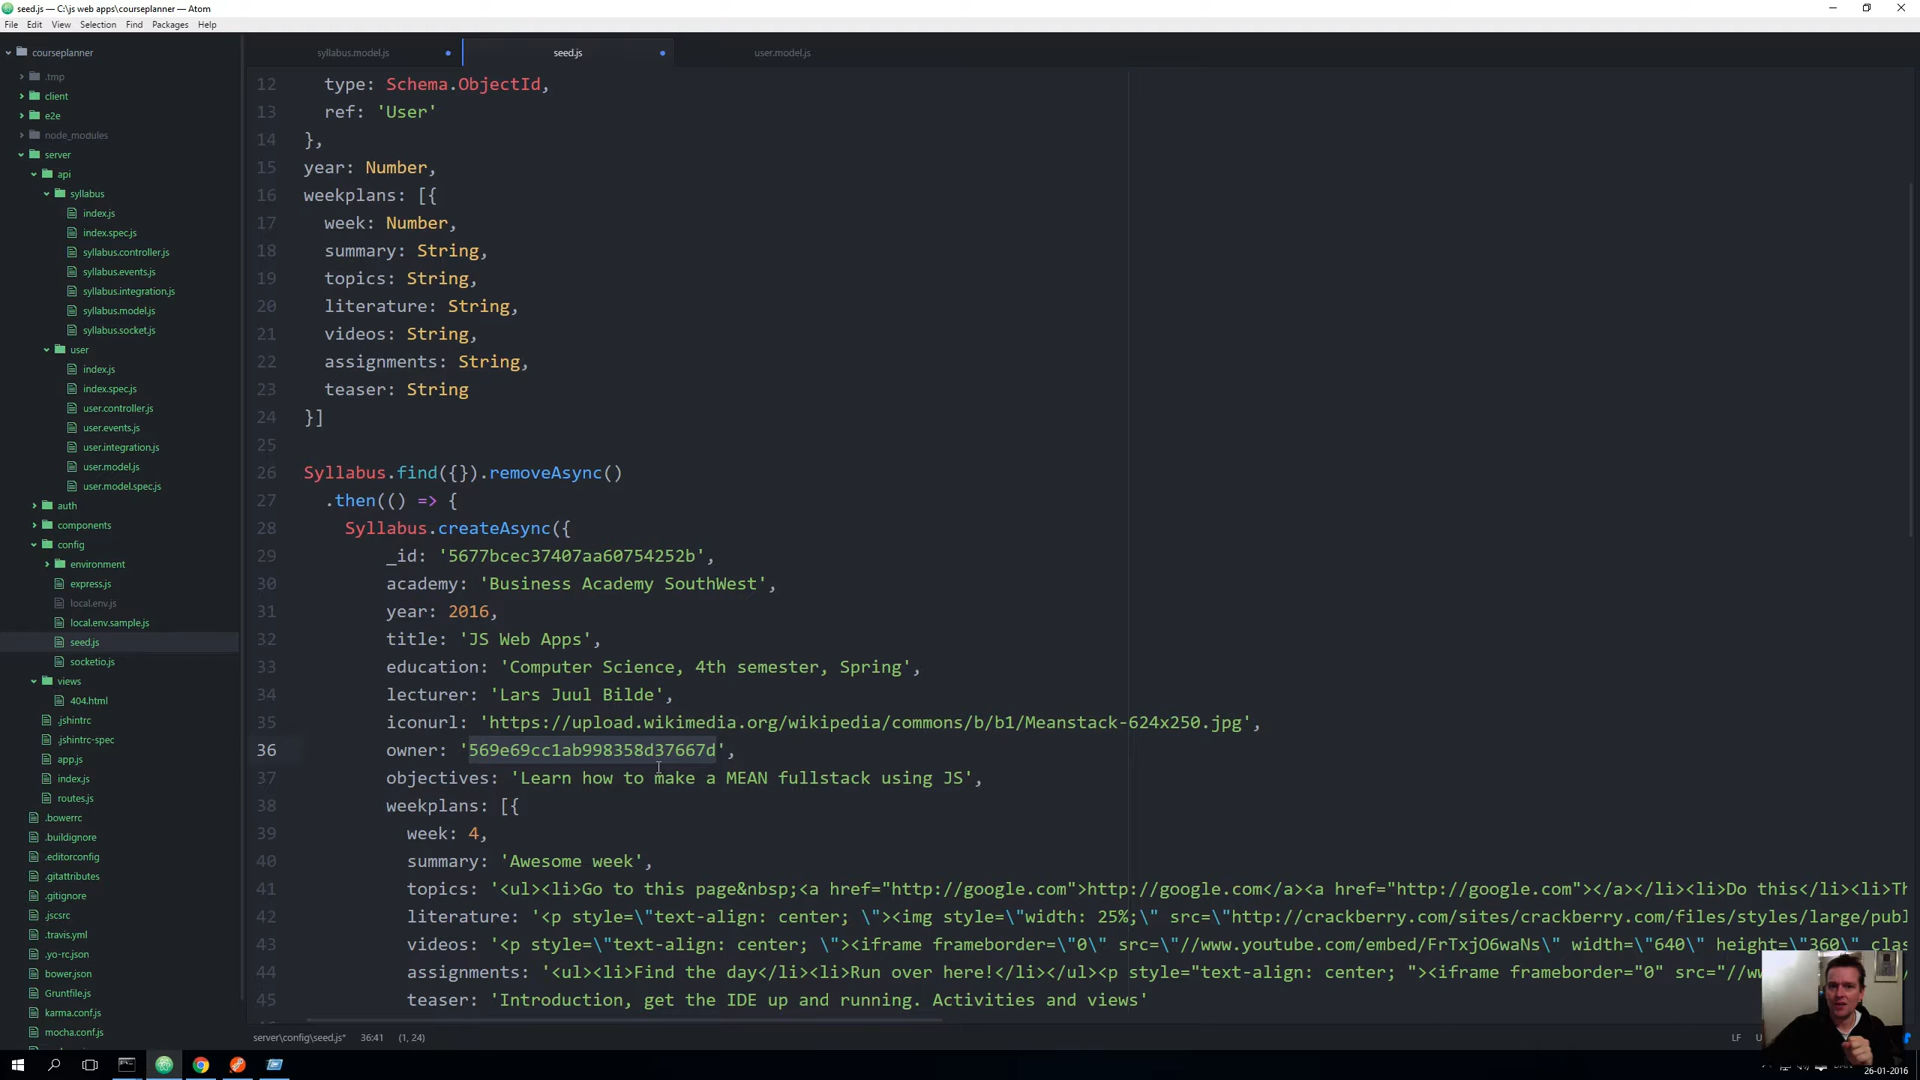 seed.js — C:\js web apps\courseplanner — Atom
File Edit View Selection Find Packages Help
courseplanner
.tmp
client
e2e
node_modules
server
api
syllabus
index.js
index.spec.js
syllabus.controller.js
syllabus.events.js
syllabus.integration.js
syllabus.model.js
syllabus.socket.js
user
index.js
index.spec.js
user.controller.js
user.events.js
user.integration.js
user.model.js
user.model.spec.js
auth
components
config
environment
express.js
local.env.js
local.env.sample.js
seed.js
socketio.js
views
404.html
.jshintrc
.jshintrc-spec
app.js
index.js
routes.js
.bowerrc
.buildignore
.editorconfig
.gitattributes
.gitignore
.jscsrc
.travis.yml
.yo-rc.json
bower.json
Gruntfile.js
karma.conf.js
mocha.conf.js
syllabus.model.js seed.js user.model.js
12 type: Schema.ObjectId,
13 ref: 'User'
14 },
15 year: Number,
16 weekplans: [{
17 week: Number,
18 summary: String,
19 topics: String,
20 literature: String,
21 videos: String,
22 assignments: String,
23 teaser: String
24 }]
25
26 Syllabus.find({}).removeAsync()
27 .then(() => {
28 Syllabus.createAsync({
29 _id: '5677bcec37407aa60754252b',
30 academy: 'Business Academy SouthWest',
31 year: 2016,
32 title: 'JS Web Apps',
33 education: 'Computer Science, 4th semester, Spring',
34 lecturer: 'Lars Juul Bilde',
35 iconurl: 'https://upload.wikimedia.org/wikipedia/commons/b/b1/Meanstack-624x250.jpg',
36 owner: '569e69cc1ab998358d37667d',
37 objectives: 'Learn how to make a MEAN fullstack using JS',
38 weekplans: [{
39 week: 4,
40 summary: 'Awesome week',
41 topics: '<ul><li>Go to this page&nbsp;<a href="http://google.com">http://google.com</a><a href="http://google.com"></a></li><li>Do this</li><li>Th
42 literature: '<p style=\"text-align: center; \"><img style=\"width: 25%;\" src=\"http://crackberry.com/sites/crackberry.com/files/styles/large/publ
43 videos: '<p style=\"text-align: center; \"><iframe frameborder=\"0\" src=\"//www.youtube.com/embed/FrTxjO6waNs\" width=\"640\" height=\"360\" clas
44 assignments: '<ul><li>Find the day</li><li>Run over here!</li></ul><p style="text-align: center; "><iframe frameborder="0" src="//w
45 teaser: 'Introduction, get the IDE up and running. Activities and views'
server\config\seed.js* 36:41 (1, 24) LF
26-01-2016